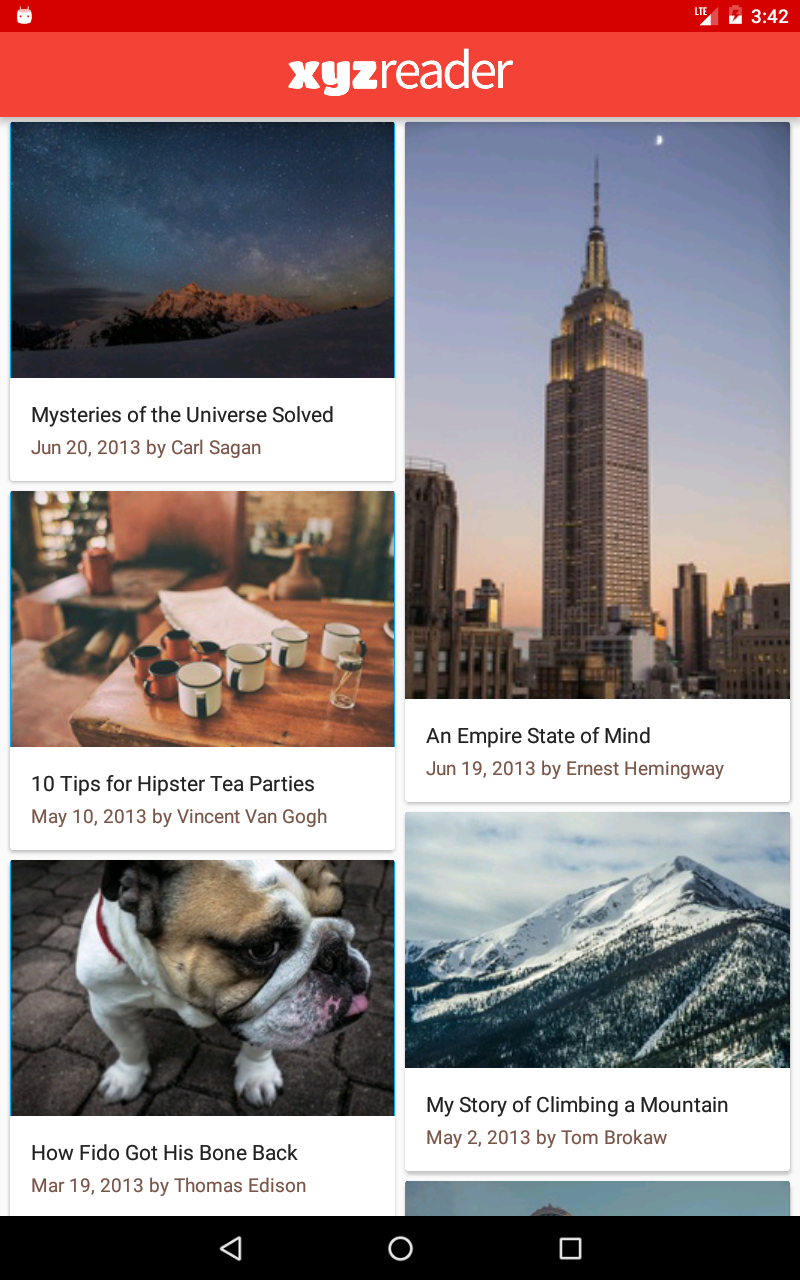 LTE 3:42
xyzreader
Mysteries of the Universe Solved
Jun 20, 2013 by Carl Sagan
An Empire State of Mind
Jun 19, 2013 by Ernest Hemingway
10 Tips for Hipster Tea Parties
May 10, 2013 by Vincent Van Gogh
My Story of Climbing a Mountain
May 2, 2013 by Tom Brokaw
How Fido Got His Bone Back
Mar 19, 2013 by Thomas Edison